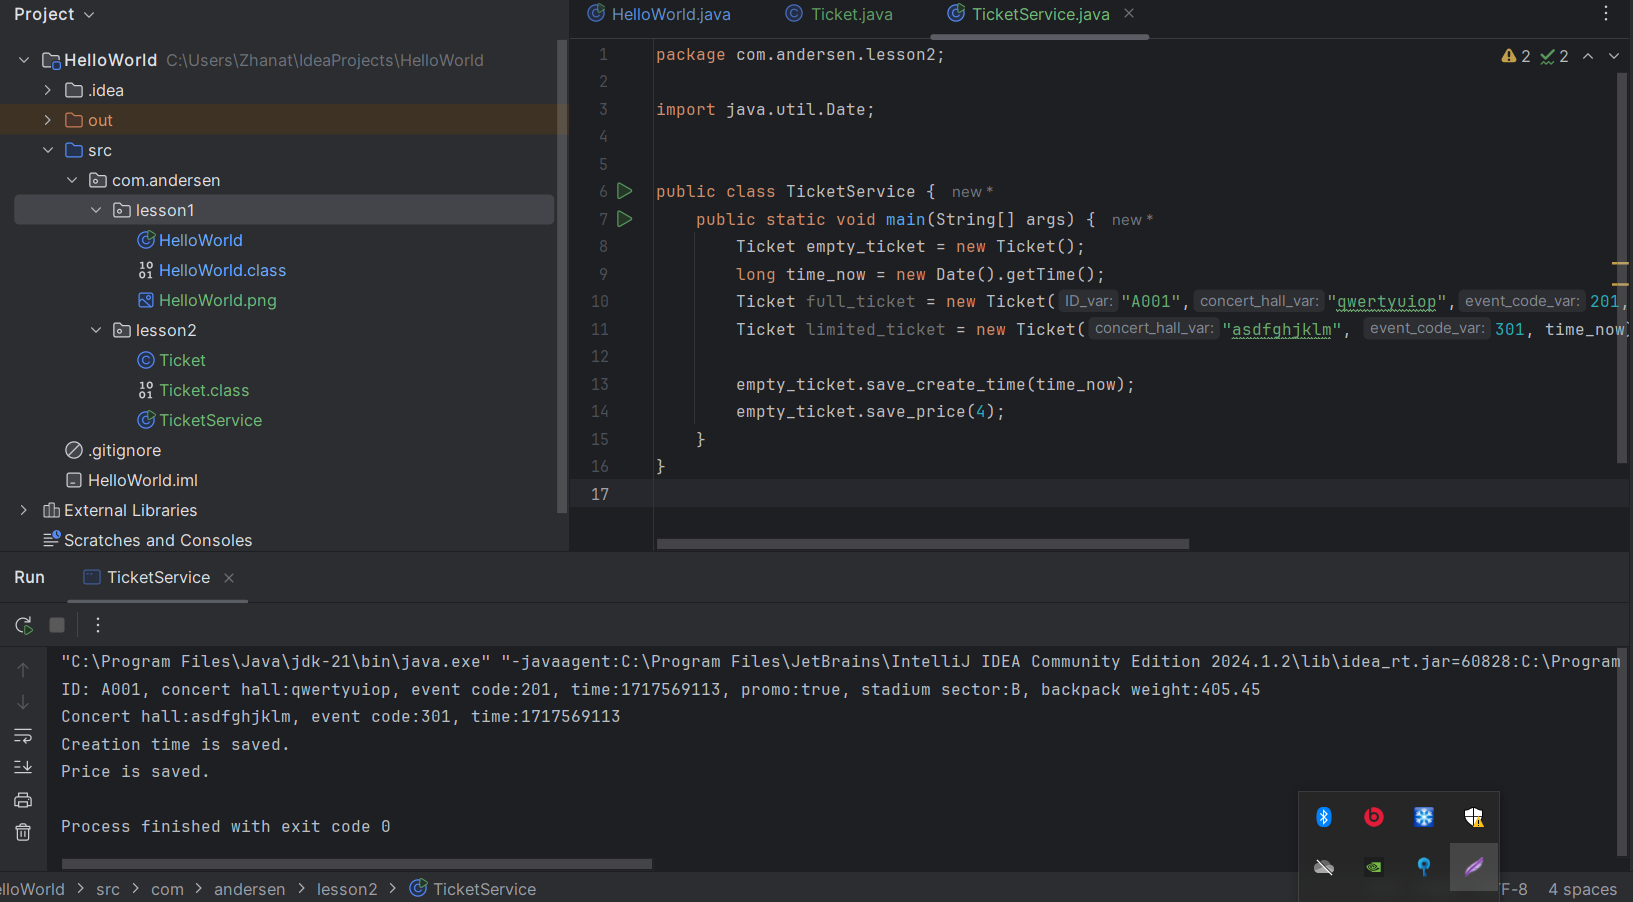 Project
HelloWorld C:\Users\Zhanat\IdeaProjects\HelloWorld
.idea
out
src
com.andersen
lesson1
HelloWorld
HelloWorld.class
HelloWorld.png
lesson2
Ticket
Ticket.class
TicketService
.gitignore
HelloWorld.iml
External Libraries
Scratches and Consoles
HelloWorld.java Ticket.java TicketService.java
2 2
1 package com.andersen.lesson2;
2
3 import java.util.Date;
4
5
6 public class TicketService { new *
7 public static void main(String[] args) { new *
8 Ticket empty_ticket = new Ticket();
9 long time_now = new Date().getTime();
10 Ticket full_ticket = new Ticket( ID_var: "A001", concert_hall_var: "qwertyuiop", event_code_var: 201,
11 Ticket limited_ticket = new Ticket( concert_hall_var: "asdfghjklm", event_code_var: 301, time_now
12
13 empty_ticket.save_create_time(time_now);
14 empty_ticket.save_price(4);
15 }
16 }
17
Run TicketService
"C:\Program Files\Java\jdk-21\bin\java.exe" "-javaagent:C:\Program Files\JetBrains\IntelliJ IDEA Community Edition 2024.1.2\lib\idea_rt.jar=60828:C:\Program
ID: A001, concert hall:qwertyuiop, event code:201, time:1717569113, promo:true, stadium sector:B, backpack weight:405.45
Concert hall:asdfghjklm, event code:301, time:1717569113
Creation time is saved.
Price is saved.
Process finished with exit code 0
lloWorld > src > com > andersen > lesson2 > TicketService
F-8 4 spaces